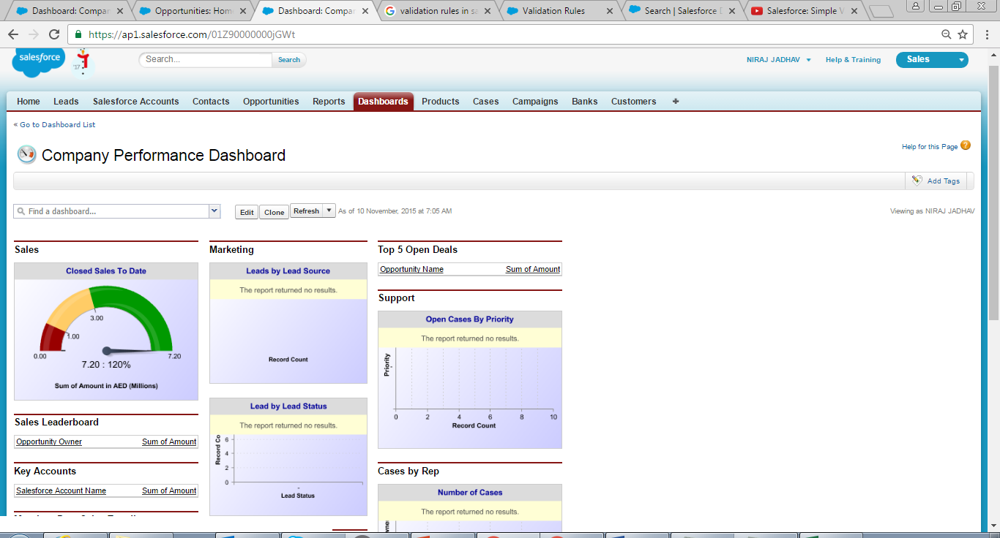 Dashboard: Compan
Opportunities: Hom
Dashboard: Compan
validation rules in sa
Validation Rules
Search | Salesforce D
Salesforce: Simple V
https://ap1.salesforce.com/01Z90000000jGWt
salesforce
'17
Search...
Search
NIRAJ JADHAV
Help & Training
Sales
Home Leads Salesforce Accounts Contacts Opportunities Reports Dashboards Products Cases Campaigns Banks Customers +
« Go to Dashboard List
Company Performance Dashboard
Help for this Page ?
Add Tags
Find a dashboard...
Edit Clone Refresh As of 10 November, 2015 at 7:05 AM
Viewing as NIRAJ JADHAV
Sales
Closed Sales To Date
3.00
1.00
0.00
7.20
7.20 : 120%
Sum of Amount in AED (Millions)
Sales Leaderboard
Opportunity Owner Sum of Amount
Key Accounts
Salesforce Account Name Sum of Amount
Marketing
Leads by Lead Source
The report returned no results.
Record Count
Lead by Lead Status
The report returned no results.
Record Co
6
4
2
0
-
Lead Status
Top 5 Open Deals
Opportunity Name Sum of Amount
Support
Open Cases By Priority
The report returned no results.
Priority
-
0 2 4 6 8 10
Record Count
Cases by Rep
Number of Cases
The report returned no results.